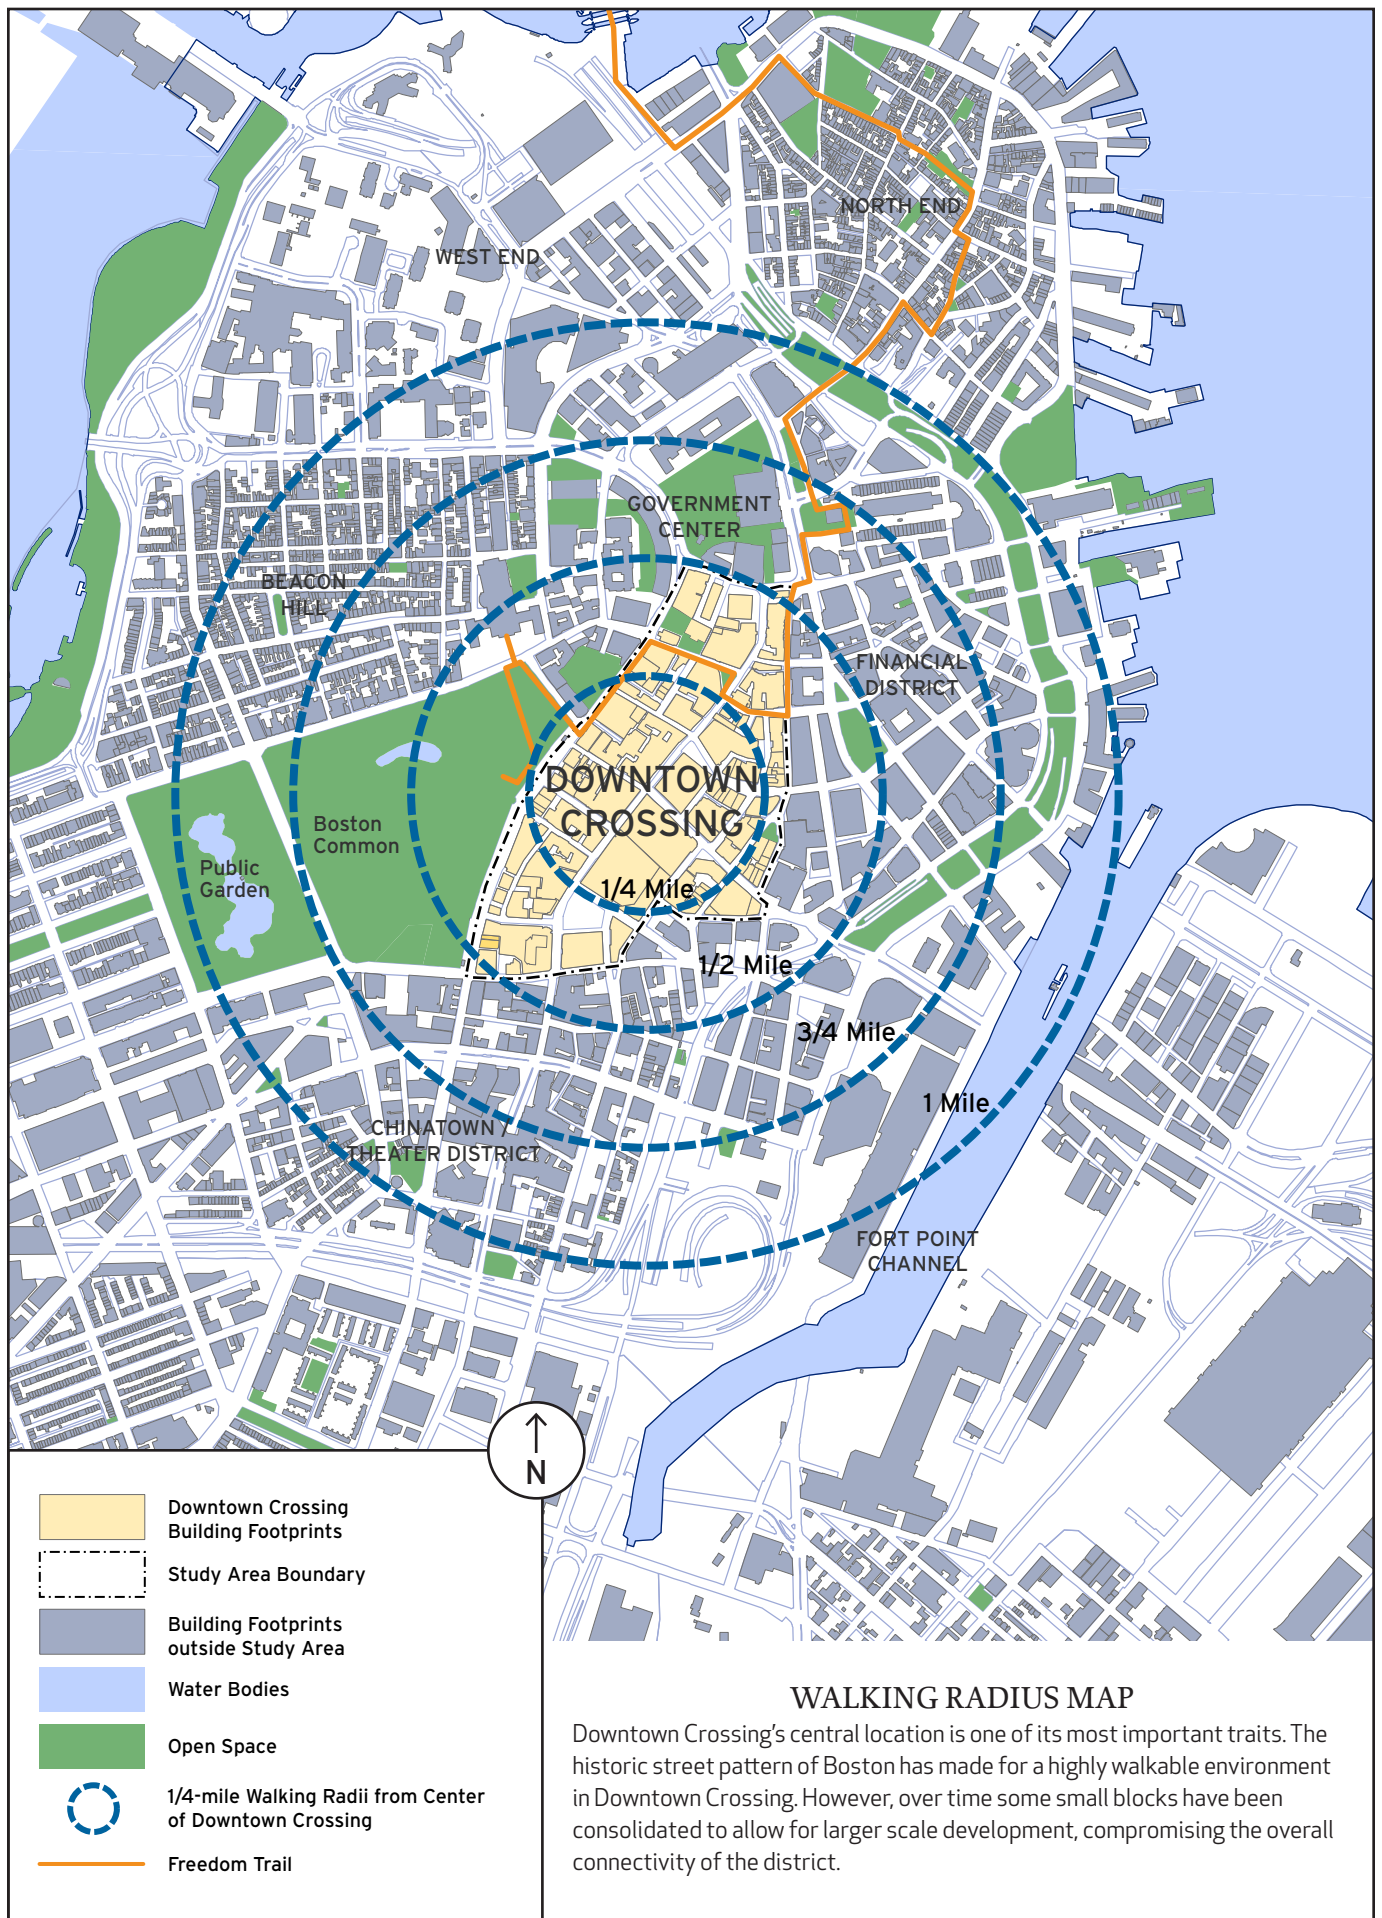 NORTH END
WEST END
GOVERNMENT
CENTER
BEACON
HILL
FINANCIAL
DISTRICT
DOWNTOWN
CROSSING
Boston
Common
Public
Garden
1/4 Mile
1/2 Mile
3/4 Mile
1 Mile
CHINATOWN /
THEATER DISTRICT
FORT POINT
CHANNEL
N
Downtown Crossing
Building Footprints
Study Area Boundary
Building Footprints
outside Study Area
Water Bodies
Open Space
1/4-mile Walking Radii from Center
of Downtown Crossing
Freedom Trail
WALKING RADIUS MAP
Downtown Crossing's central location is one of its most important traits. The
historic street pattern of Boston has made for a highly walkable environment
in Downtown Crossing. However, over time some small blocks have been
consolidated to allow for larger scale development, compromising the overall
connectivity of the district.